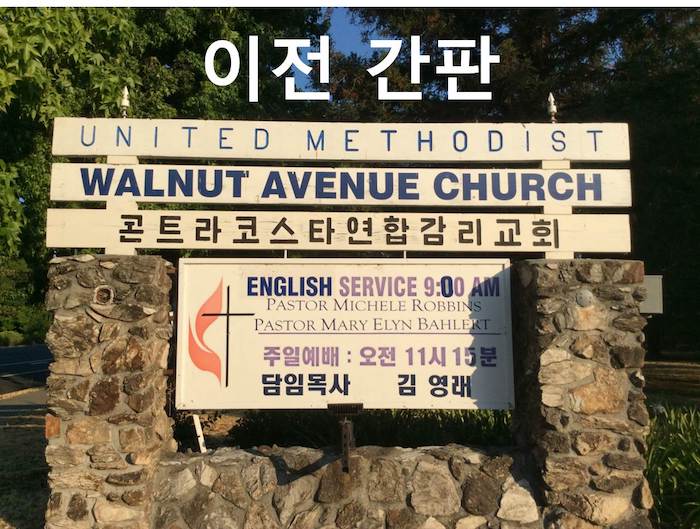 이전 간판
UNITED METHODIST
WALNUT AVENUE CHURCH
콘트라코스타연합감리교회
ENGLISH SERVICE 9:00 AM
PASTOR MICHELE ROBBINS
PASTOR MARY ELYN BAHLERT
주일예배 : 오전 11시 15분
담임목사 김 영래